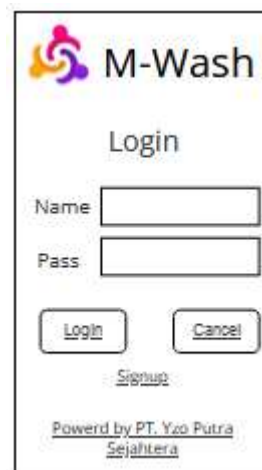 M-Wash
Login
Name
Pass
Login
Cancel
Signup
Powerd by PT. Yzo Putra
Sejahtera